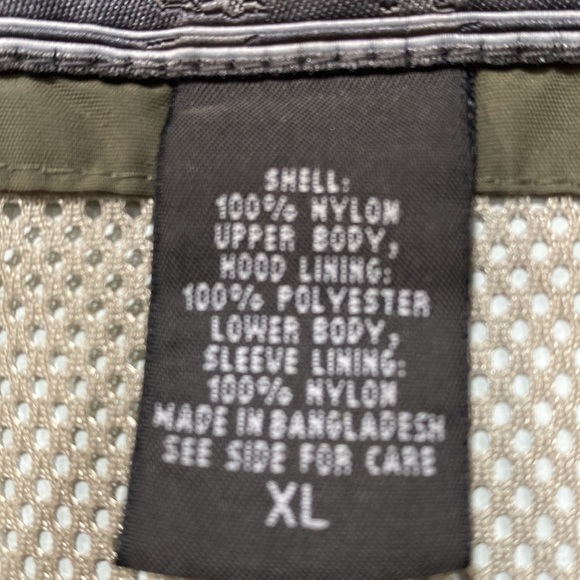 SHELL:
100% NYLON
UPPER BODY,
HOOD LINING:
100% POLYESTER
LOWER BODY,
SLEEVE LINING:
100% NYLON
MADE IN BANGLADESH
SEE SIDE FOR CARE
XL